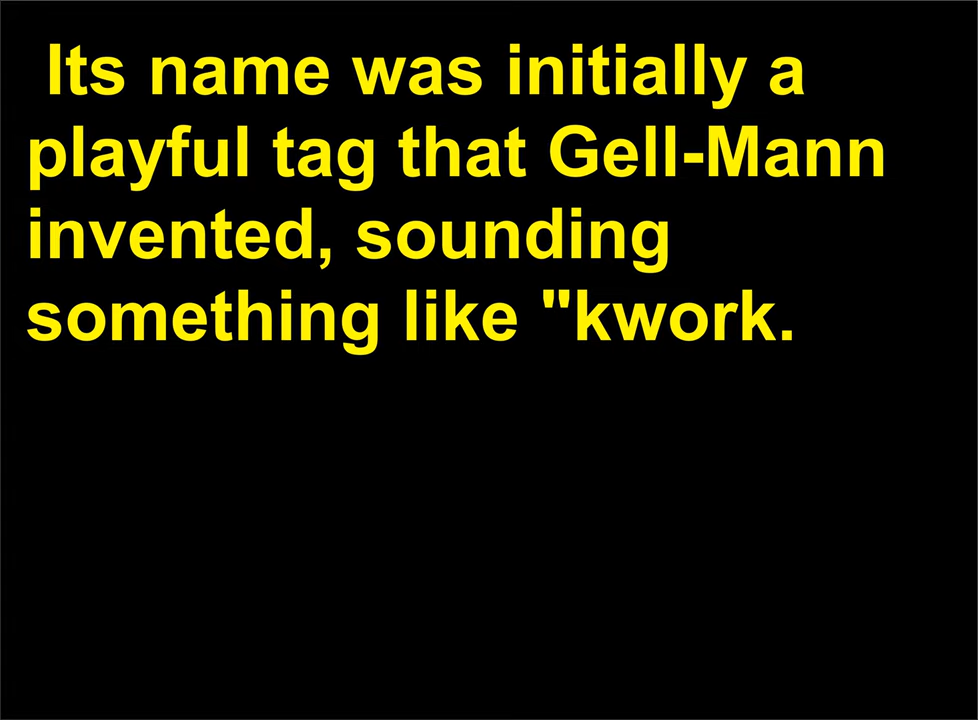 Its name was initially a
playful tag that Gell-Mann
invented, sounding
something like "kwork.